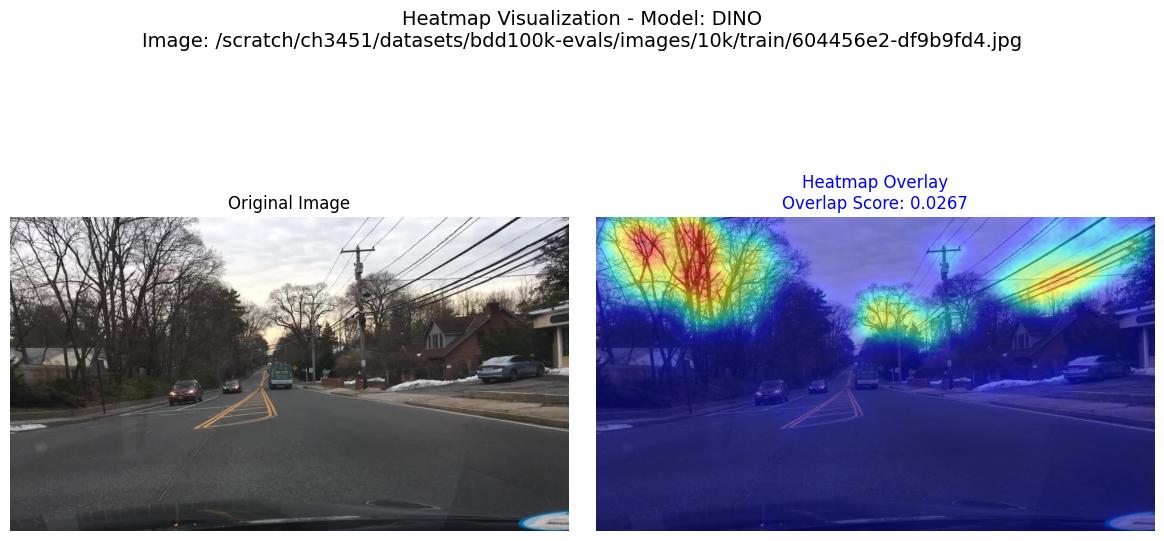 Heatmap Visualization - Model: DINO
Image: /scratch/ch3451/datasets/bdd100k-evals/images/10k/train/604456e2-df9b9fd4.jpg
Original Image
Heatmap Overlay
Overlap Score: 0.0267